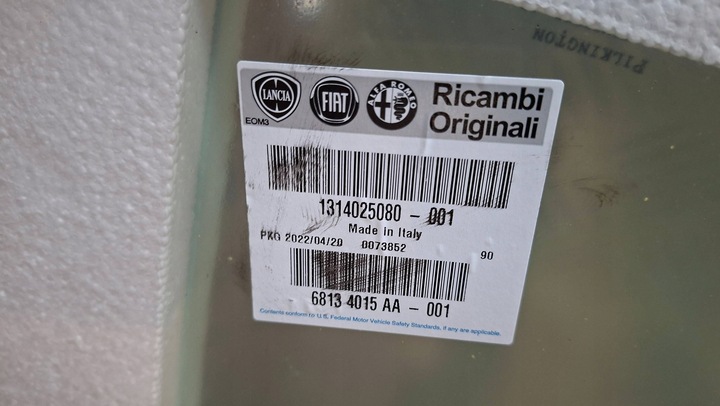 PILKINGTON
LANCIA FIAT ALFA ROMEO Ricambi
Originali
EOM3
1314025080 - 001
Made in Italy
PKG 2022/04/20 0073852 90
6813 4015 AA - 001
Contents conform to U.S. Federal Motor Vehicle Safety Standards, if any are applicable.